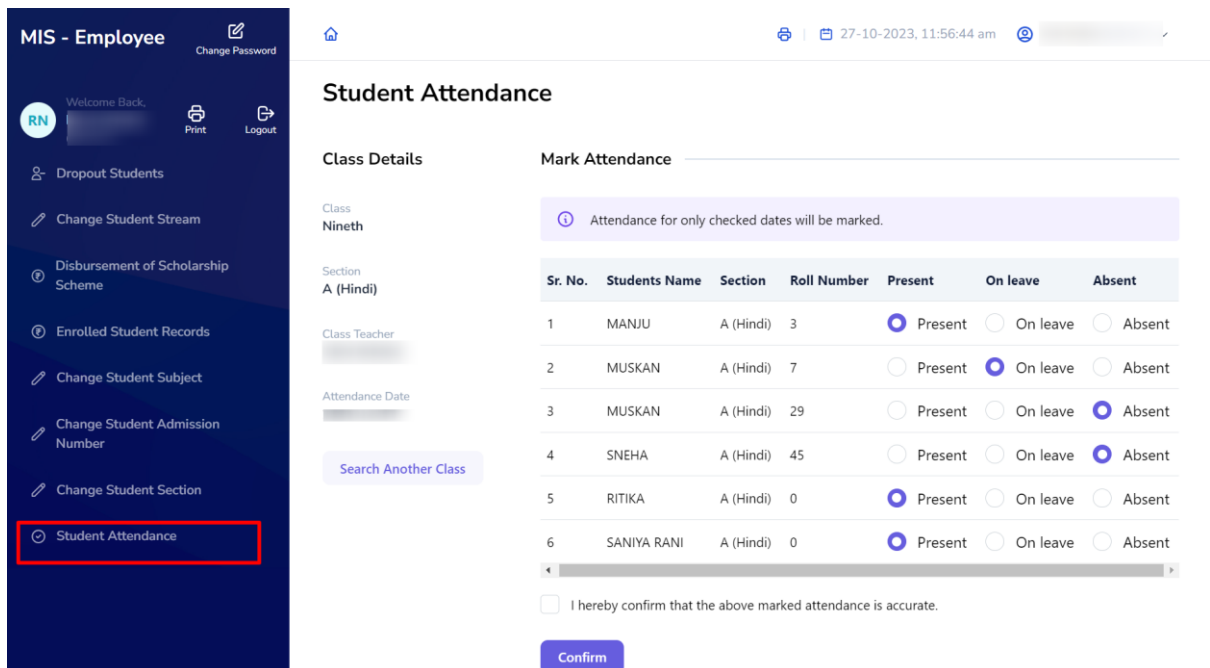 MIS - Employee
Change Password
27-10-2023, 11:56:44 am
RN
Welcome Back,
Print
Logout
Dropout Students
Change Student Stream
Disbursement of Scholarship
Scheme
Enrolled Student Records
Change Student Subject
Change Student Admission
Number
Change Student Section
Student Attendance
Student Attendance
Class Details
Class
Nineth
Section
A (Hindi)
Class Teacher
Attendance Date
Search Another Class
Mark Attendance
Attendance for only checked dates will be marked.
Sr. No. Students Name Section Roll Number Present On leave Absent
1 MANJU A (Hindi) 3 Present On leave Absent
2 MUSKAN A (Hindi) 7 Present On leave Absent
3 MUSKAN A (Hindi) 29 Present On leave Absent
4 SNEHA A (Hindi) 45 Present On leave Absent
5 RITIKA A (Hindi) 0 Present On leave Absent
6 SANIYA RANI A (Hindi) 0 Present On leave Absent
I hereby confirm that the above marked attendance is accurate.
Confirm